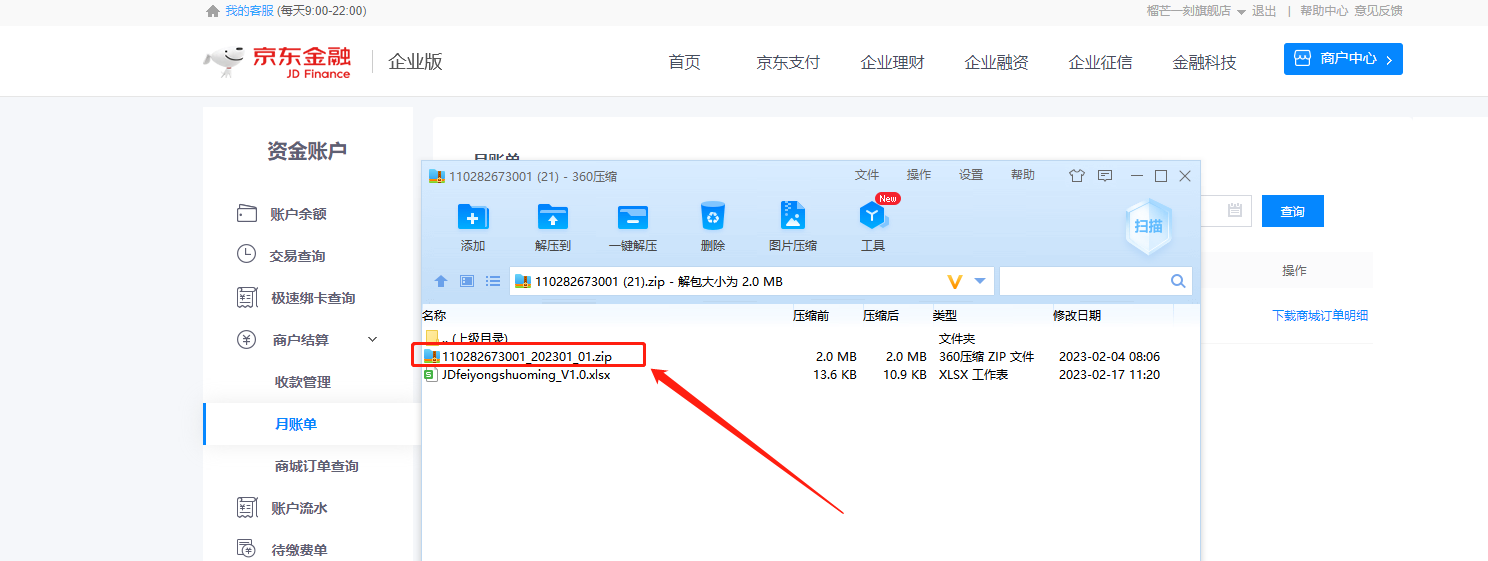 我的客服 (每天9:00-22:00) 榴芒一刻旗舰店 退出 | 帮助中心 意见反馈
京东金融 JD Finance 企业版 首页 京东支付 企业理财 企业融资 企业征信 金融科技 商户中心
资金账户
月账单
110282673001 (21) - 360压缩 文件 操作 设置 帮助
New
添加 解压到 一键解压 删除 图片压缩 工具 扫描
查询
110282673001 (21).zip - 解包大小为 2.0 MB
操作
下载商城订单明细
名称 压缩前 压缩后 类型 修改日期
.. (上级目录) 文件夹
110282673001_202301_01.zip 2.0 MB 2.0 MB 360压缩 ZIP 文件 2023-02-04 08:06
JDfeiyongshuoming_V1.0.xlsx 13.6 KB 10.9 KB XLSX 工作表 2023-02-17 11:20
账户余额
交易查询
极速绑卡查询
商户结算
收款管理
月账单
商城订单查询
账户流水
待缴费单